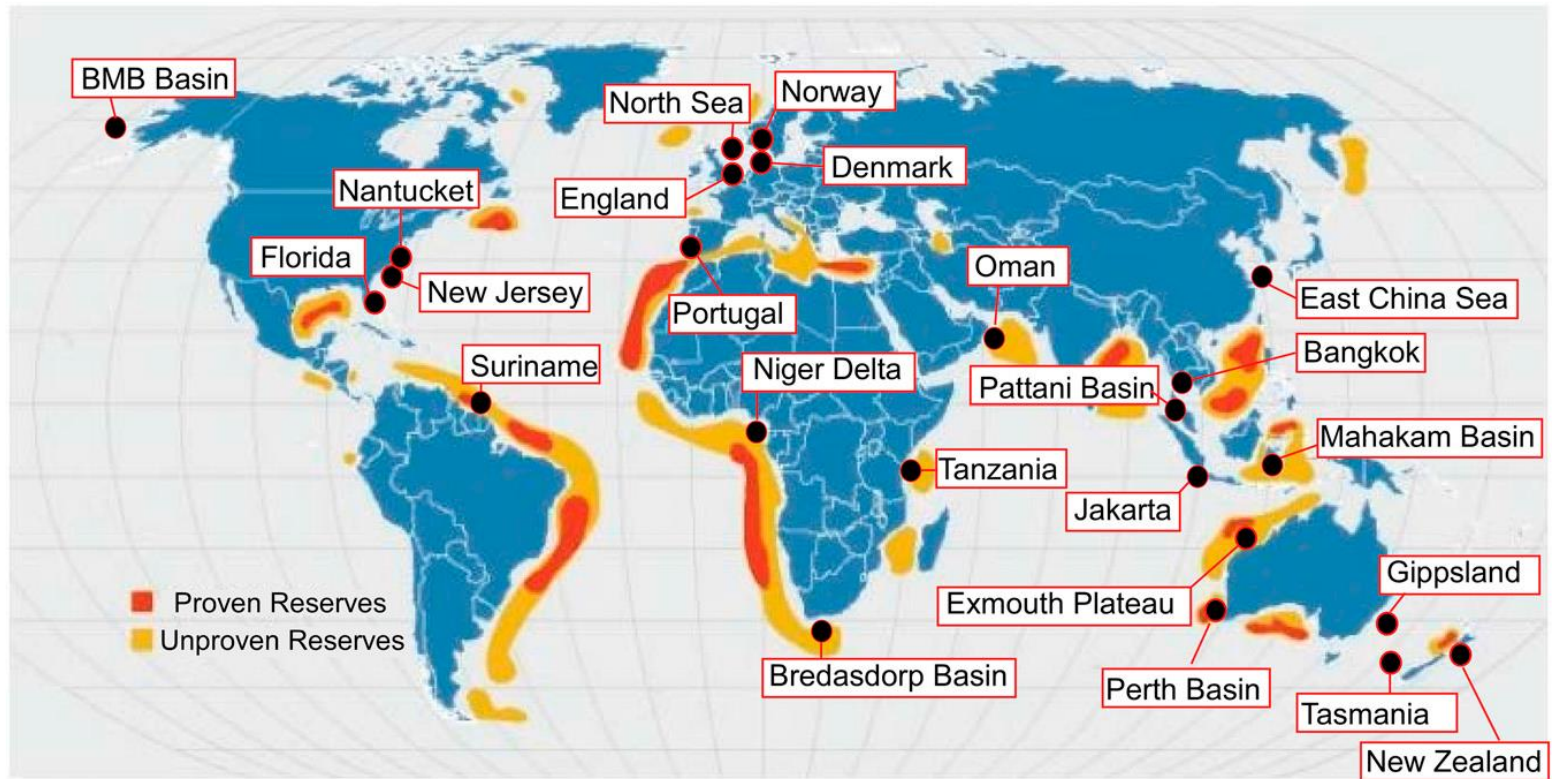 BMB Basin
North Sea
Norway
Denmark
England
Nantucket
Florida
New Jersey
Portugal
Oman
East China Sea
Suriname
Niger Delta
Bangkok
Pattani Basin
Mahakam Basin
Tanzania
Jakarta
Gippsland
Exmouth Plateau
Proven Reserves
Unproven Reserves
Bredasdorp Basin
Perth Basin
Tasmania
New Zealand